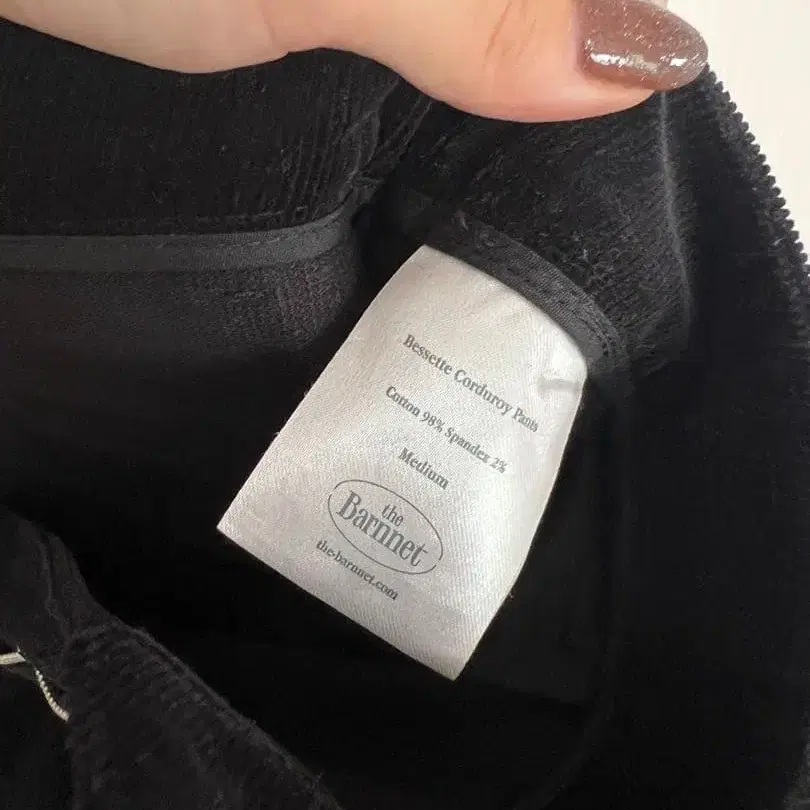 Bessette Corduroy Pants
Cotton 98% Spandex 2%
Medium
the
Barnnet
the-barnnet.com